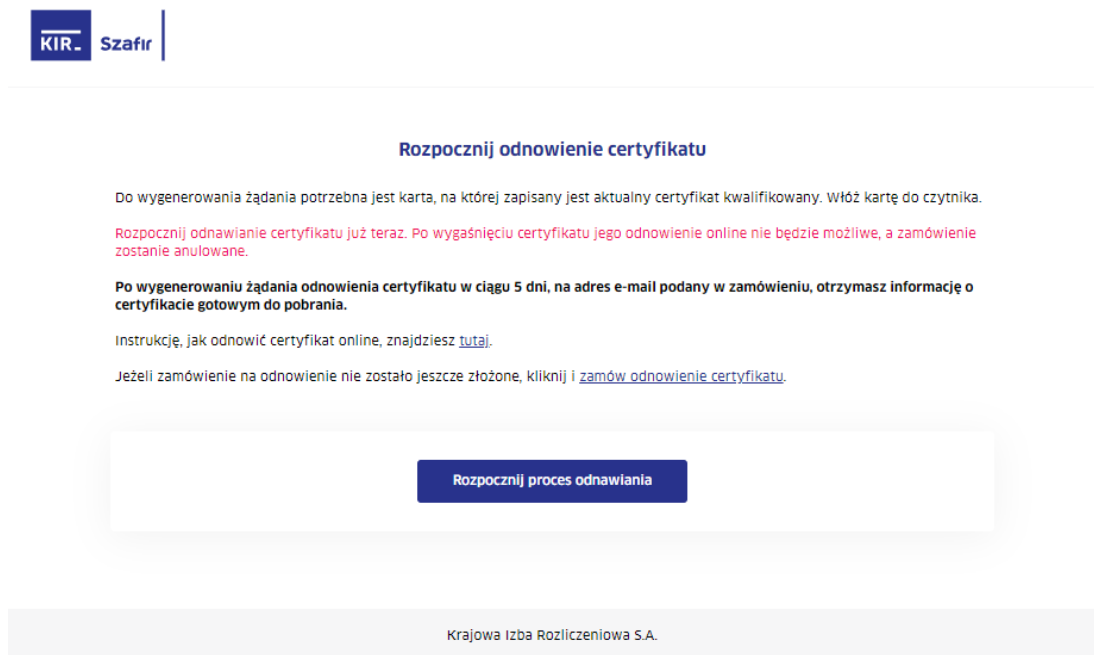 KIR Szafir
Rozpocznij odnowienie certyfikatu
Do wygenerowania żądania potrzebna jest karta, na której zapisany jest aktualny certyfikat kwalifikowany. Włóż kartę do czytnika.
Rozpocznij odnawianie certyfikatu już teraz. Po wygaśnięciu certyfikatu jego odnowienie online nie będzie możliwe, a zamówienie
zostanie anulowane.
Po wygenerowaniu żądania odnowienia certyfikatu w ciągu 5 dni, na adres e-mail podany w zamówieniu, otrzymasz informację o
certyfikacie gotowym do pobrania.
Instrukcję, jak odnowić certyfikat online, znajdziesz tutaj.
Jeżeli zamówienie na odnowienie nie zostało jeszcze złożone, kliknij i zamów odnowienie certyfikatu.
Rozpocznij proces odnawiania
Krajowa Izba Rozliczeniowa S.A.